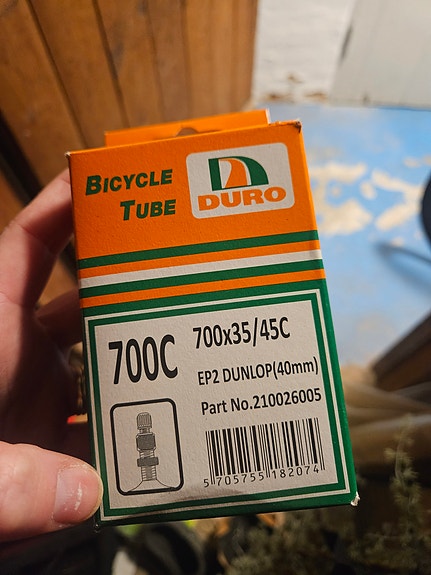 BICYCLE
TUBE
DURO
700C
700x35/45C
EP2 DUNLOP(40mm)
Part No.210026005
5 705755 182074